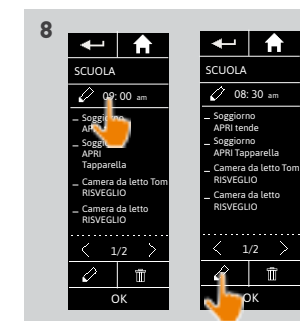 8
SCUOLA
09:00 am
Soggiorno
APRI
Tapparella
_ Camera da letto Tom
RISVEGLIO
_ Camera da letto
RISVEGLIO
1/2
OK
SCUOLA
08:30 am
_ Soggiorno
APRI tende
_ Soggiorno
APRI Tapparella
_ Camera da letto Tom
RISVEGLIO
_ Camera da letto
RISVEGLIO
1/2
OK